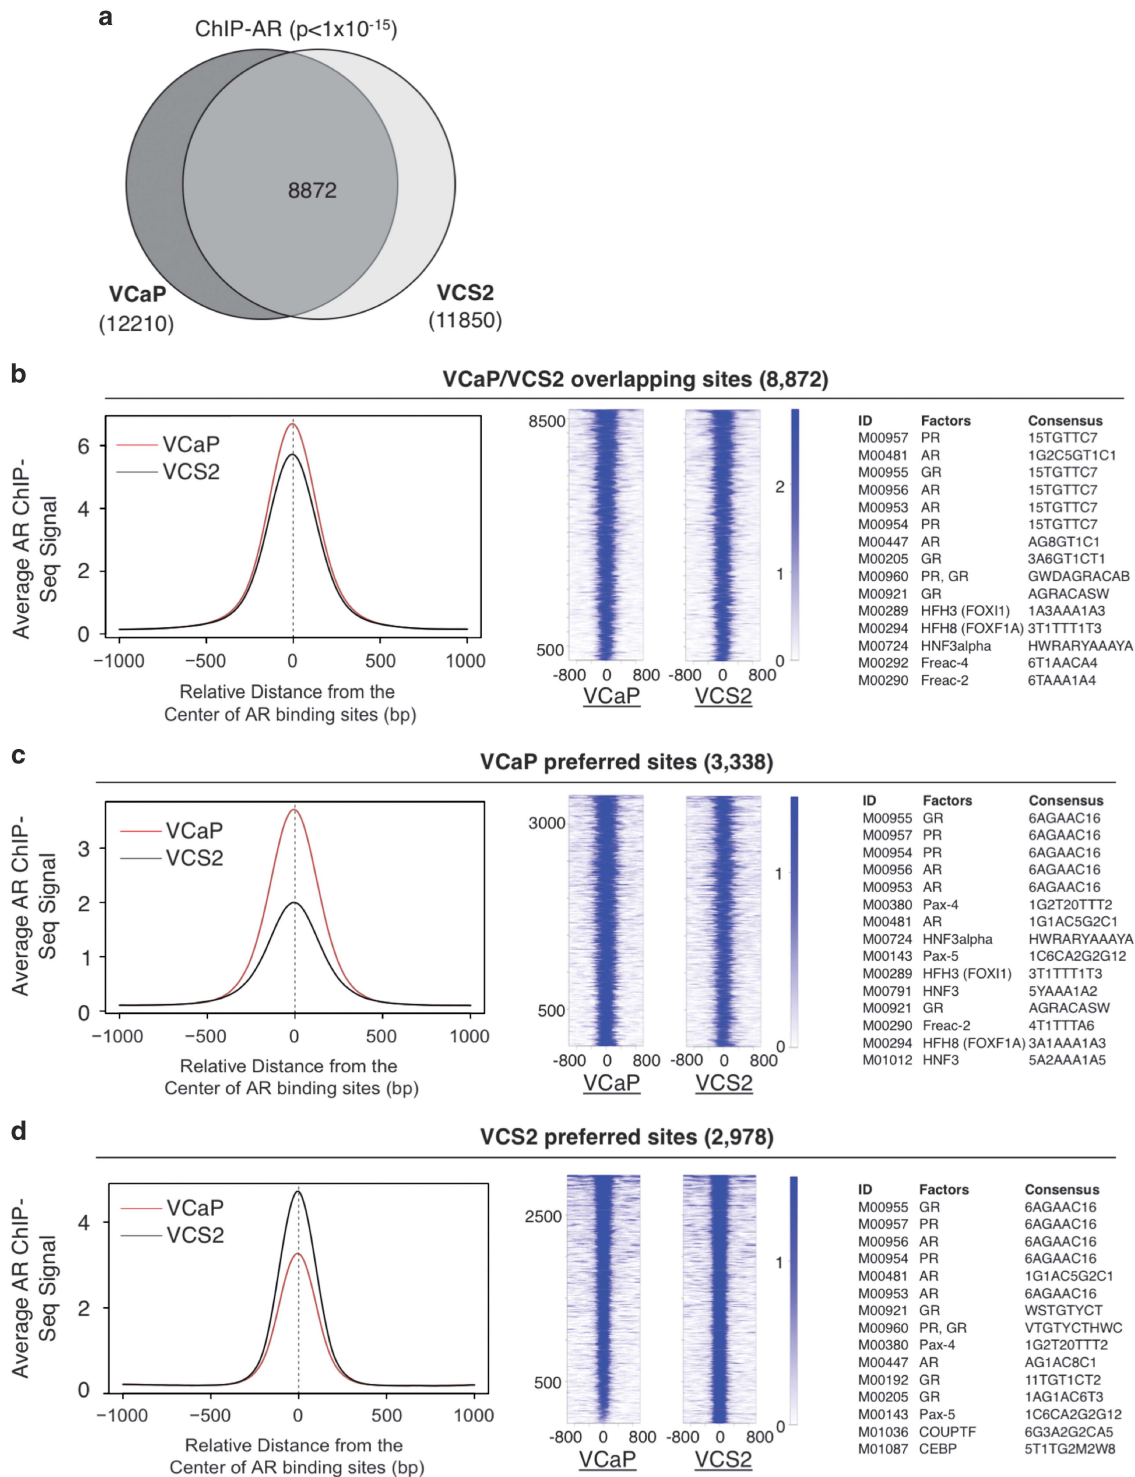 a
ChIP-AR (p<1x10-15)
8872
VCaP
(12210)
VCS2
(11850)
b
VCaP/VCS2 overlapping sites (8,872)
Average AR ChIP-
Seq Signal
6
4
2
0
VCaP
VCS2
−1000 −500 0 500 1000
Relative Distance from the
Center of AR binding sites (bp)
8500
500
-800 0 800
VCaP
-800 0 800
VCS2
2
1
0
ID Factors Consensus
M00957 PR 15TGTTC7
M00481 AR 1G2C5GT1C1
M00955 GR 15TGTTC7
M00956 AR 15TGTTC7
M00953 AR 15TGTTC7
M00954 PR 15TGTTC7
M00447 AR AG8GT1C1
M00205 GR 3A6GT1CT1
M00960 PR, GR GWDAGRACAB
M00921 GR AGRACASW
M00289 HFH3 (FOXI1) 1A3AAA1A3
M00294 HFH8 (FOXF1A) 3T1TTT1T3
M00724 HNF3alpha HWRARYAAAYA
M00292 Freac-4 6T1AACA4
M00290 Freac-2 6TAAA1A4
c
VCaP preferred sites (3,338)
Average AR ChIP-
Seq Signal
3
2
1
0
VCaP
VCS2
−1000 −500 0 500 1000
Relative Distance from the
Center of AR binding sites (bp)
3000
500
-800 0 800
VCaP
-800 0 800
VCS2
1
0
ID Factors Consensus
M00955 GR 6AGAAC16
M00957 PR 6AGAAC16
M00954 PR 6AGAAC16
M00956 AR 6AGAAC16
M00953 AR 6AGAAC16
M00380 Pax-4 1G2T20TTT2
M00481 AR 1G1AC5G2C1
M00724 HNF3alpha HWRARYAAAYA
M00143 Pax-5 1C6CA2G2G12
M00289 HFH3 (FOXI1) 3T1TTT1T3
M00791 HNF3 5YAAA1A2
M00921 GR AGRACASW
M00290 Freac-2 4T1TTTA6
M00294 HFH8 (FOXF1A) 3A1AAA1A3
M01012 HNF3 5A2AAA1A5
d
VCS2 preferred sites (2,978)
Average AR ChIP-
Seq Signal
4
2
0
VCaP
VCS2
−1000 −500 0 500 1000
Relative Distance from the
Center of AR binding sites (bp)
2500
500
-800 0 800
VCaP
-800 0 800
VCS2
1
0
ID Factors Consensus
M00955 GR 6AGAAC16
M00957 PR 6AGAAC16
M00956 AR 6AGAAC16
M00954 PR 6AGAAC16
M00481 AR 1G1AC5G2C1
M00953 AR 6AGAAC16
M00921 GR WSTGTYCT
M00960 PR, GR VTGTYCTHWC
M00380 Pax-4 1G2T20TTT2
M00447 AR AG1AC8C1
M00192 GR 11TGT1CT2
M00205 GR 1AG1AC6T3
M00143 Pax-5 1C6CA2G2G12
M01036 COUPTF 6G3A2G2CA5
M01087 CEBP 5T1TG2M2W8